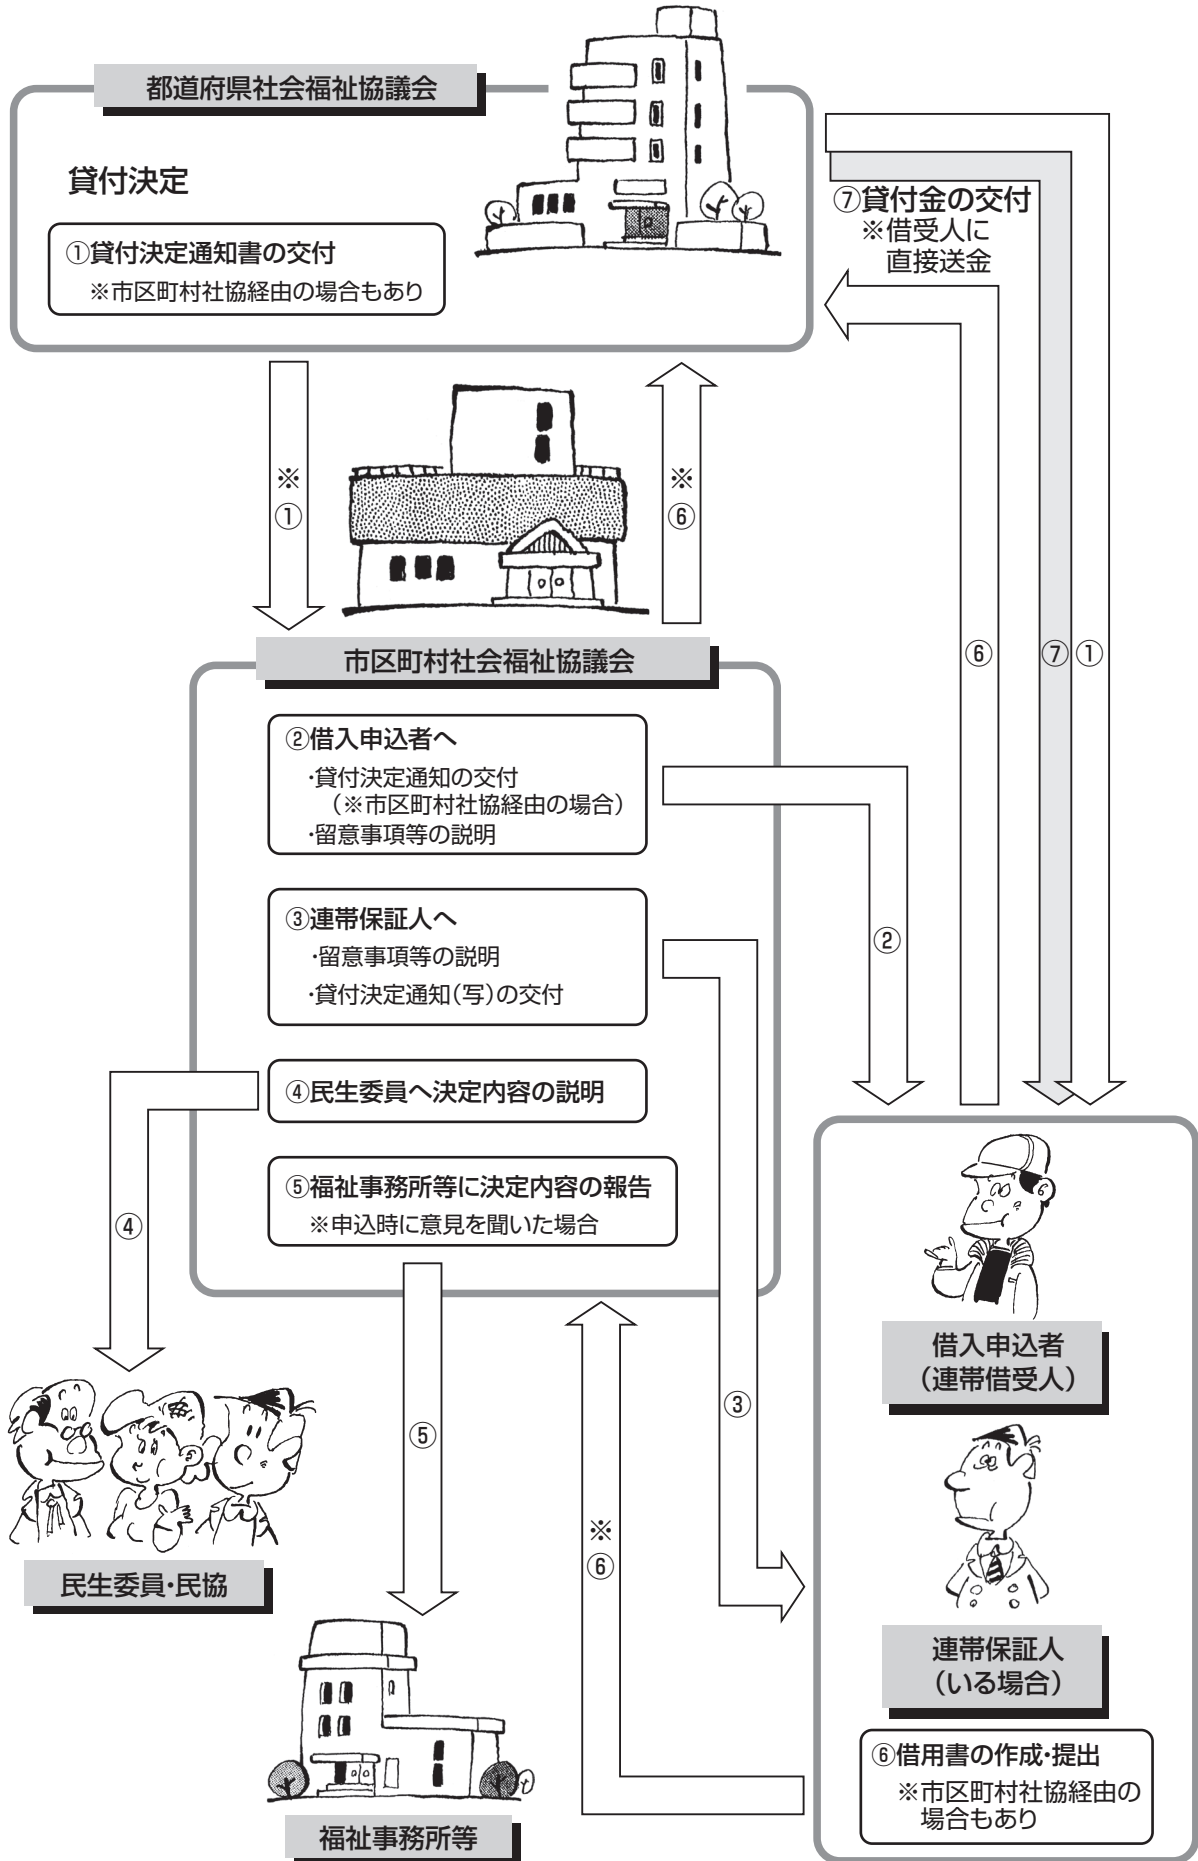 都道府県社会福祉協議会
貸付決定
①貸付決定通知書の交付
※市区町村社協経由の場合もあり
⑦貸付金の交付
※借受人に
直接送金
※
①
※
⑥
⑥
⑦
①
市区町村社会福祉協議会
②借入申込者へ
・貸付決定通知の交付
（※市区町村社協経由の場合）
・留意事項等の説明
②
③連帯保証人へ
・留意事項等の説明
・貸付決定通知（写）の交付
④民生委員へ決定内容の説明
⑤福祉事務所等に決定内容の報告
※申込時に意見を聞いた場合
④
⑤
③
※
⑥
借入申込者
（連帯借受人）
民生委員・民協
連帯保証人
（いる場合）
⑥借用書の作成・提出
※市区町村社協経由の
場合もあり
福祉事務所等